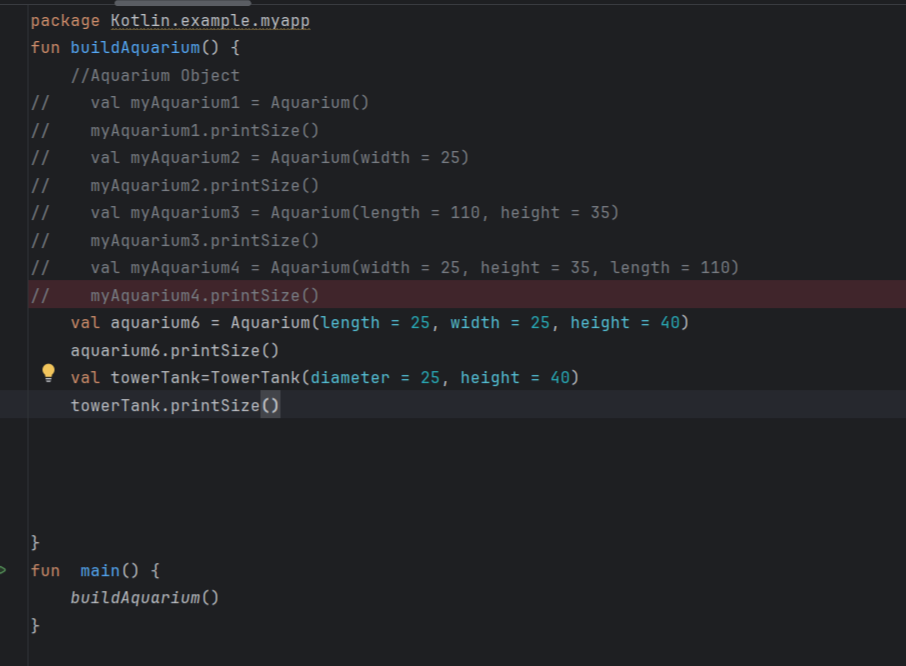 package Kotlin.example.myapp
fun buildAquarium() {
    //Aquarium Object
//    val myAquarium1 = Aquarium()
//    myAquarium1.printSize()
//    val myAquarium2 = Aquarium(width = 25)
//    myAquarium2.printSize()
//    val myAquarium3 = Aquarium(length = 110, height = 35)
//    myAquarium3.printSize()
//    val myAquarium4 = Aquarium(width = 25, height = 35, length = 110)
//    myAquarium4.printSize()
    val aquarium6 = Aquarium(length = 25, width = 25, height = 40)
    aquarium6.printSize()
    val towerTank=TowerTank(diameter = 25, height = 40)
    towerTank.printSize()
}
fun  main() {
    buildAquarium()
}